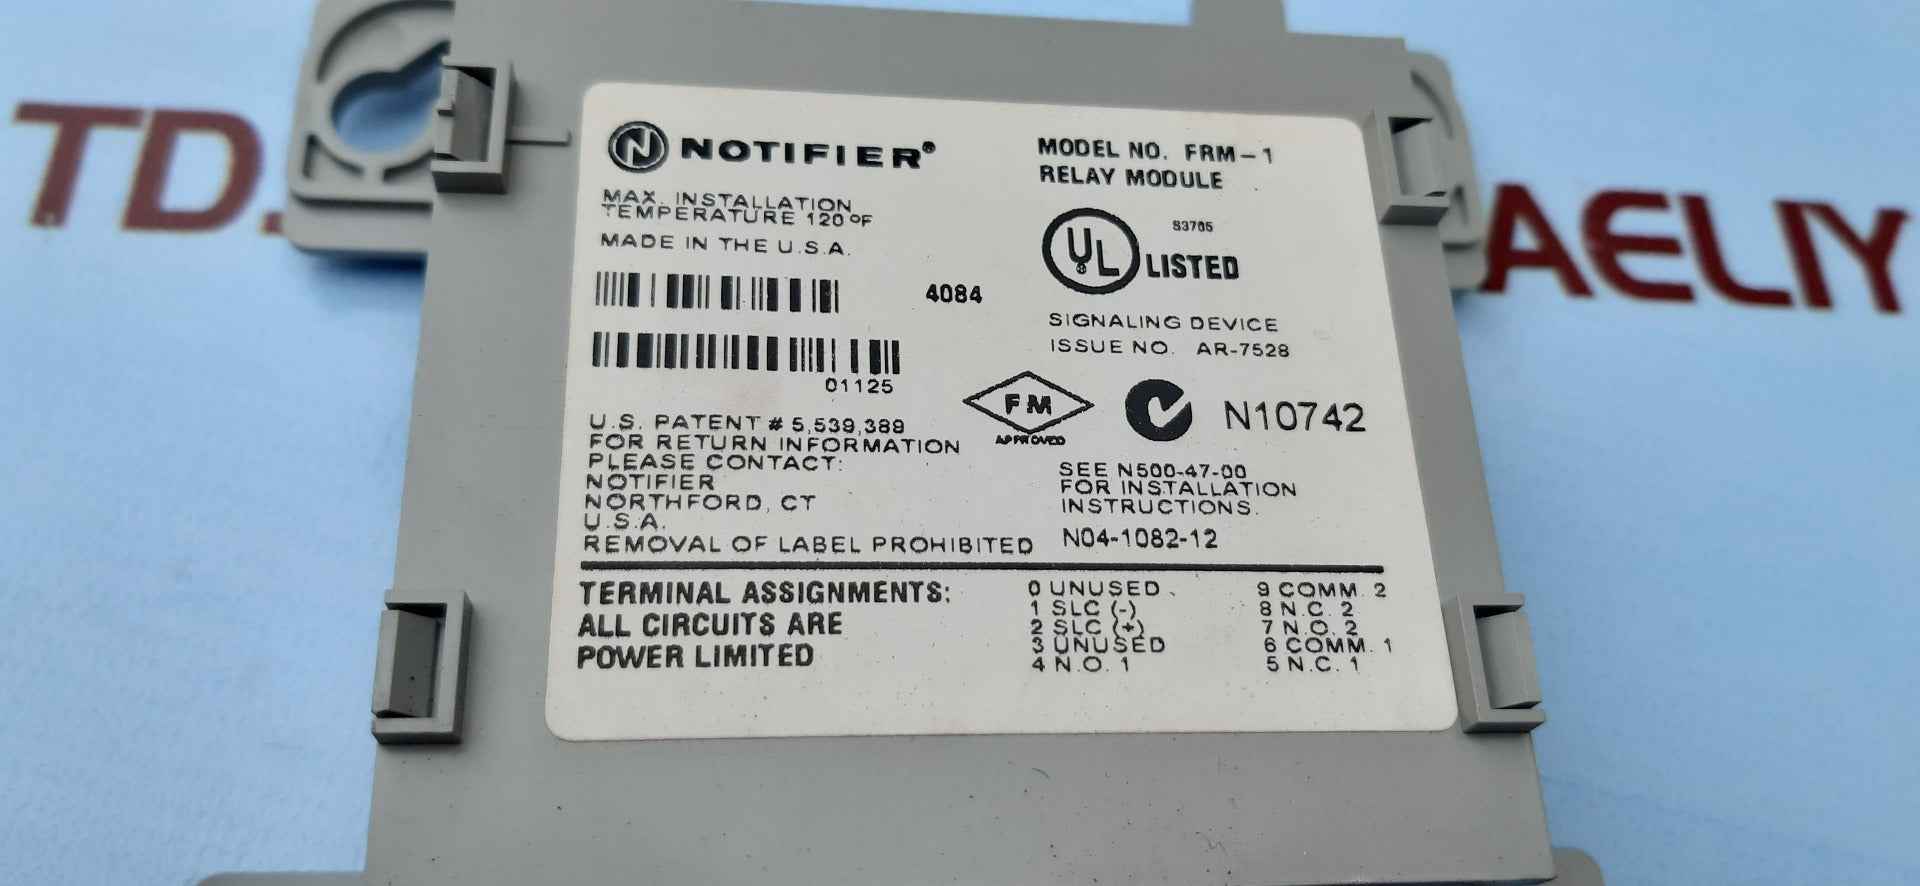 TD.
AELIY
NOTIFIER®
MAX. INSTALLATION
TEMPERATURE 120°F
MADE IN THE U.S.A.
4084
01125
U.S. PATENT # 5,539,389
FOR RETURN INFORMATION
PLEASE CONTACT:
NOTIFIER
NORTHFORD, CT
U.S.A.
REMOVAL OF LABEL PROHIBITED
MODEL NO. FRM-1
RELAY MODULE
S3705
UL LISTED
SIGNALING DEVICE
ISSUE NO. AR-7528
FM
APPROVED
N10742
SEE N500-47-00
FOR INSTALLATION
INSTRUCTIONS.
N04-1082-12
TERMINAL ASSIGNMENTS:
ALL CIRCUITS ARE
POWER LIMITED
0 UNUSED
1 SLC (-)
2 SLC (+)
3 UNUSED
4 N.O. 1
9 COMM. 2
8 N.C. 2
7 N.O. 2
6 COMM. 1
5 N.C. 1